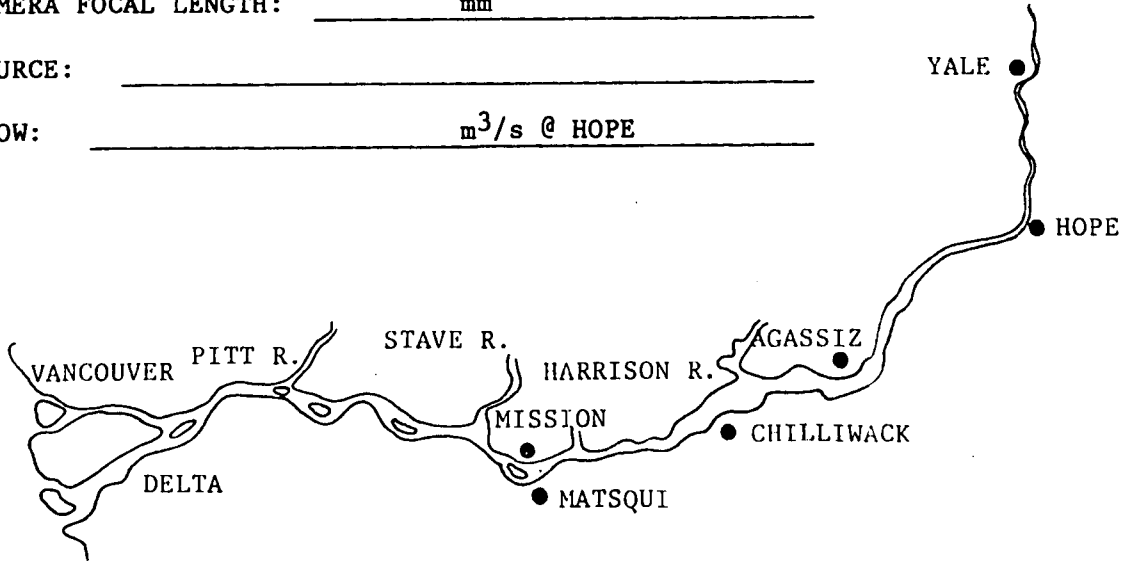 MERA FOCAL LENGTH: mm
URCE:
OW: m³/s @ HOPE
YALE
HOPE
STAVE R.
AGASSIZ
PITT R.
VANCOUVER
HARRISON R.
MISSION
CHILLIWACK
DELTA
MATSQUI